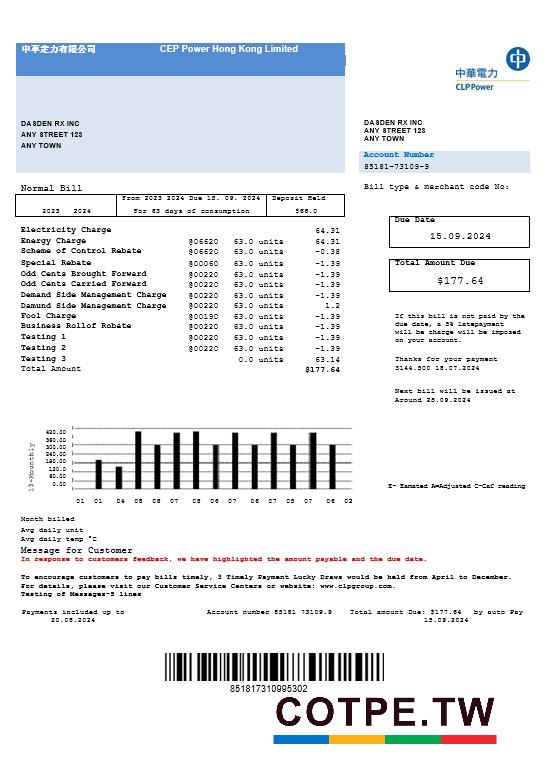 中革定力有限公司 CEP Power Hong Kong Limited
中華電力
CLP Power
DASDEN RX INC
ANY STREET 123
ANY TOWN
DASDEN RX INC
ANY STREET 123
ANY TOWN
Account Number
85181-73109-9
Normal Bill
Bill type & merchant code No:
From 2023 2024 Due 15. 09. 2024 Deposit Held
2023 2024 For 63 days of consumption $68.0
Due Date
15.09.2024
Total Amount Due
$177.64
Electricity Charge 64.31
Energy Charge @06620 63.0 units 64.31
Scheme of Control Rebate @06620 63.0 units -0.38
Special Rebate @00060 63.0 units -1.39
Odd Cents Brought Forward @00220 63.0 units -1.39
Odd Cents Carried Forward @00220 63.0 units -1.39
Demand Side Management Charge @00220 63.0 units -1.39
Damund Side Management Charge @00220 63.0 units 1.2
Fool Charge @00190 63.0 units -1.39
Business Rollof Robate @00220 63.0 units -1.39
Testing 1 @00220 63.0 units -1.39
Testing 2 @00220 63.0 units -1.39
Testing 3 0.0 units 63.14
Total Amount $177.64
If this bill is not paid by the
due date, a 5% latepayment
will be charge will be imposed
on your account.
Thanks for your payment
3144.500 18.07.2024
Next bill will be issued at
Around 25.09.2024
420.00
360.00
300.00
240.00
180.00
120.00
60.00
0.00
13-Mounthly
01 01 04 08 06 07 08 06 07 08 06 07 05 07 06 02
E- Eamated A=Adjusted C-CaC reading
Month billed
Avg daily unit
Avg daily temp °C
Message for Customer
In response to customers feedback, we have highlighted the amount payable and the due date.
To encourage customers to pay bills timely, 3 Timely Payment Lucky Draws would be held from April to December.
For details, please visit our Customer Service Centers or website: www.clpgroup.com.
Testing of Messages-5 lines
Payments included up to Account number 85181 73109.9 Total amount Due: $177.64 by auto Pay
20.08.2024 15.09.2024
851817310995302
COTPE.TW